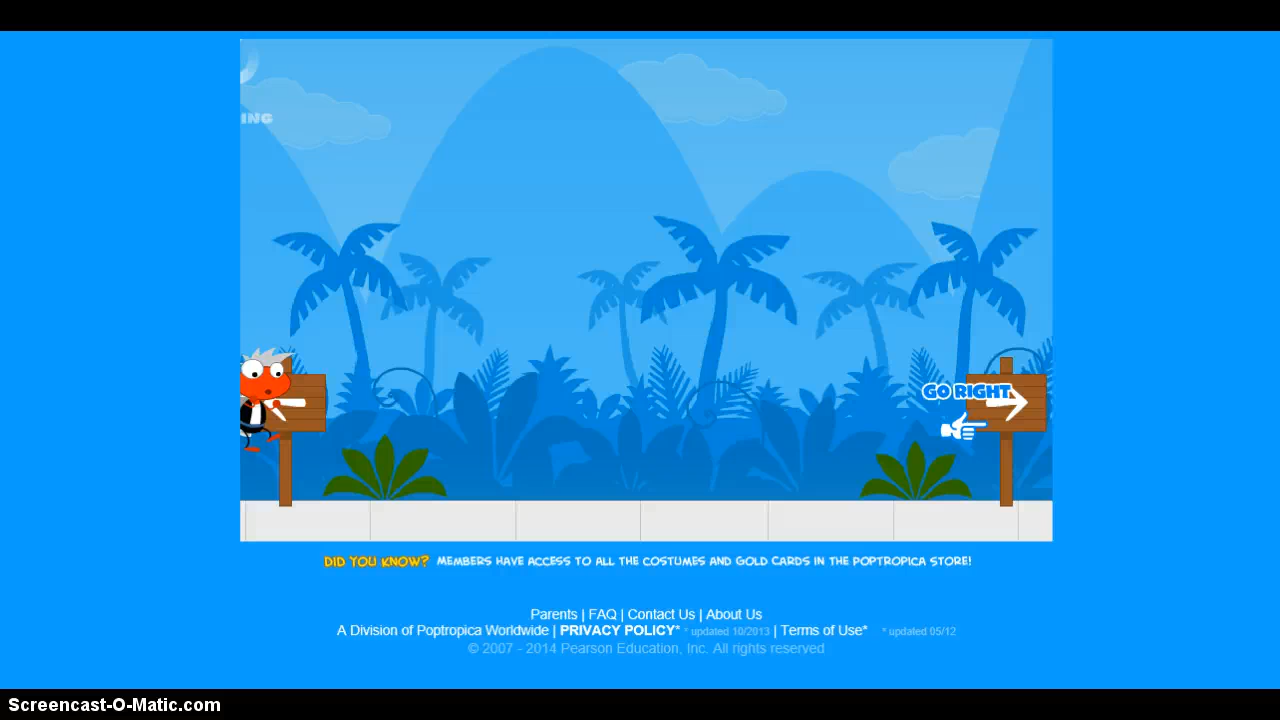 ING
GO RIGHT
DID YOU KNOW? MEMBERS HAVE ACCESS TO ALL THE COSTUMES AND GOLD CARDS IN THE POPTROPICA STORE!
Parents | FAQ | Contact Us | About Us
A Division of Poptropica Worldwide | PRIVACY POLICY* * updated 10/2013 | Terms of Use* * updated 05/12
© 2007 - 2014 Pearson Education, Inc. All rights reserved
Screencast-O-Matic.com